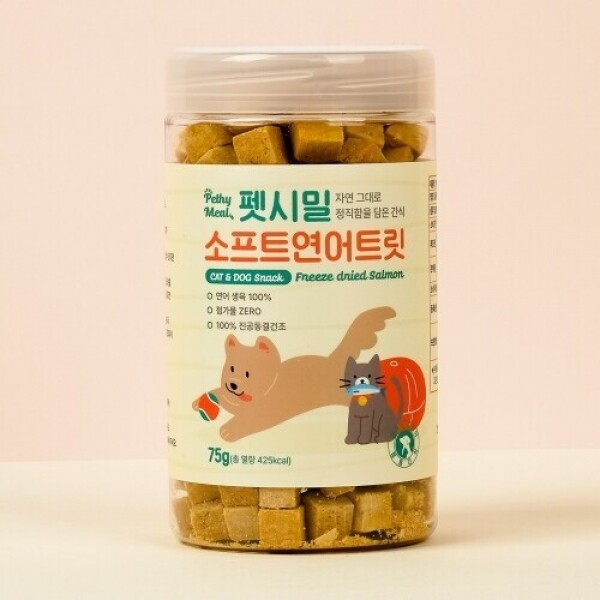 Pethy
Meal
펫시밀
자연 그대로
정직함을 담은 간식
소프트연어트릿
CAT & DOG Snack
Freeze dried Salmon
연어 생육 100%
첨가물 ZERO
100% 진공동결건조
75g(총 열량 425kcal)